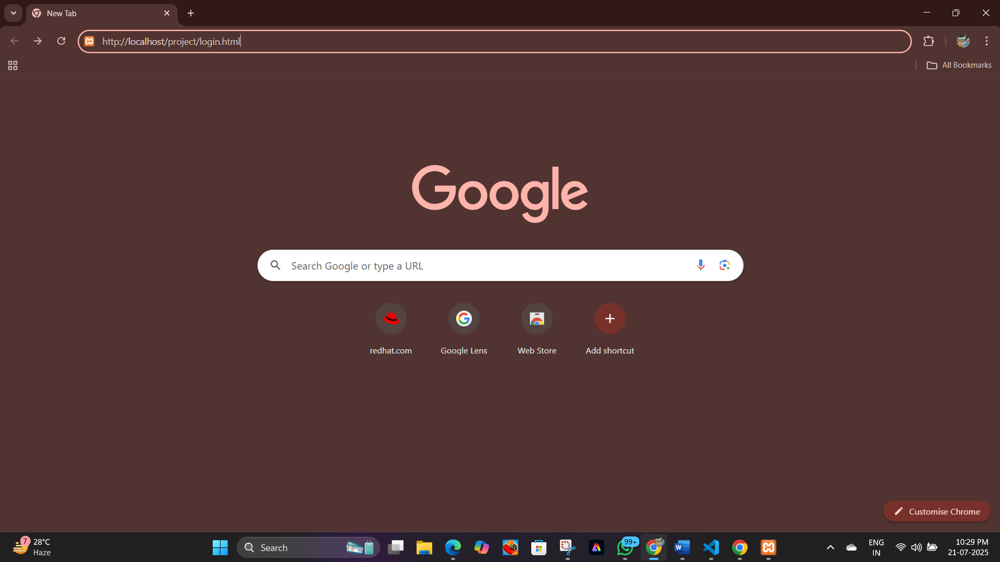 New Tab
http://localhost/project/login.html
All Bookmarks
Google
Search Google or type a URL
redhat.com
Google Lens
Web Store
Add shortcut
Customise Chrome
7
28°C
Haze
Search
99+
ENG
IN
10:29 PM
21-07-2025